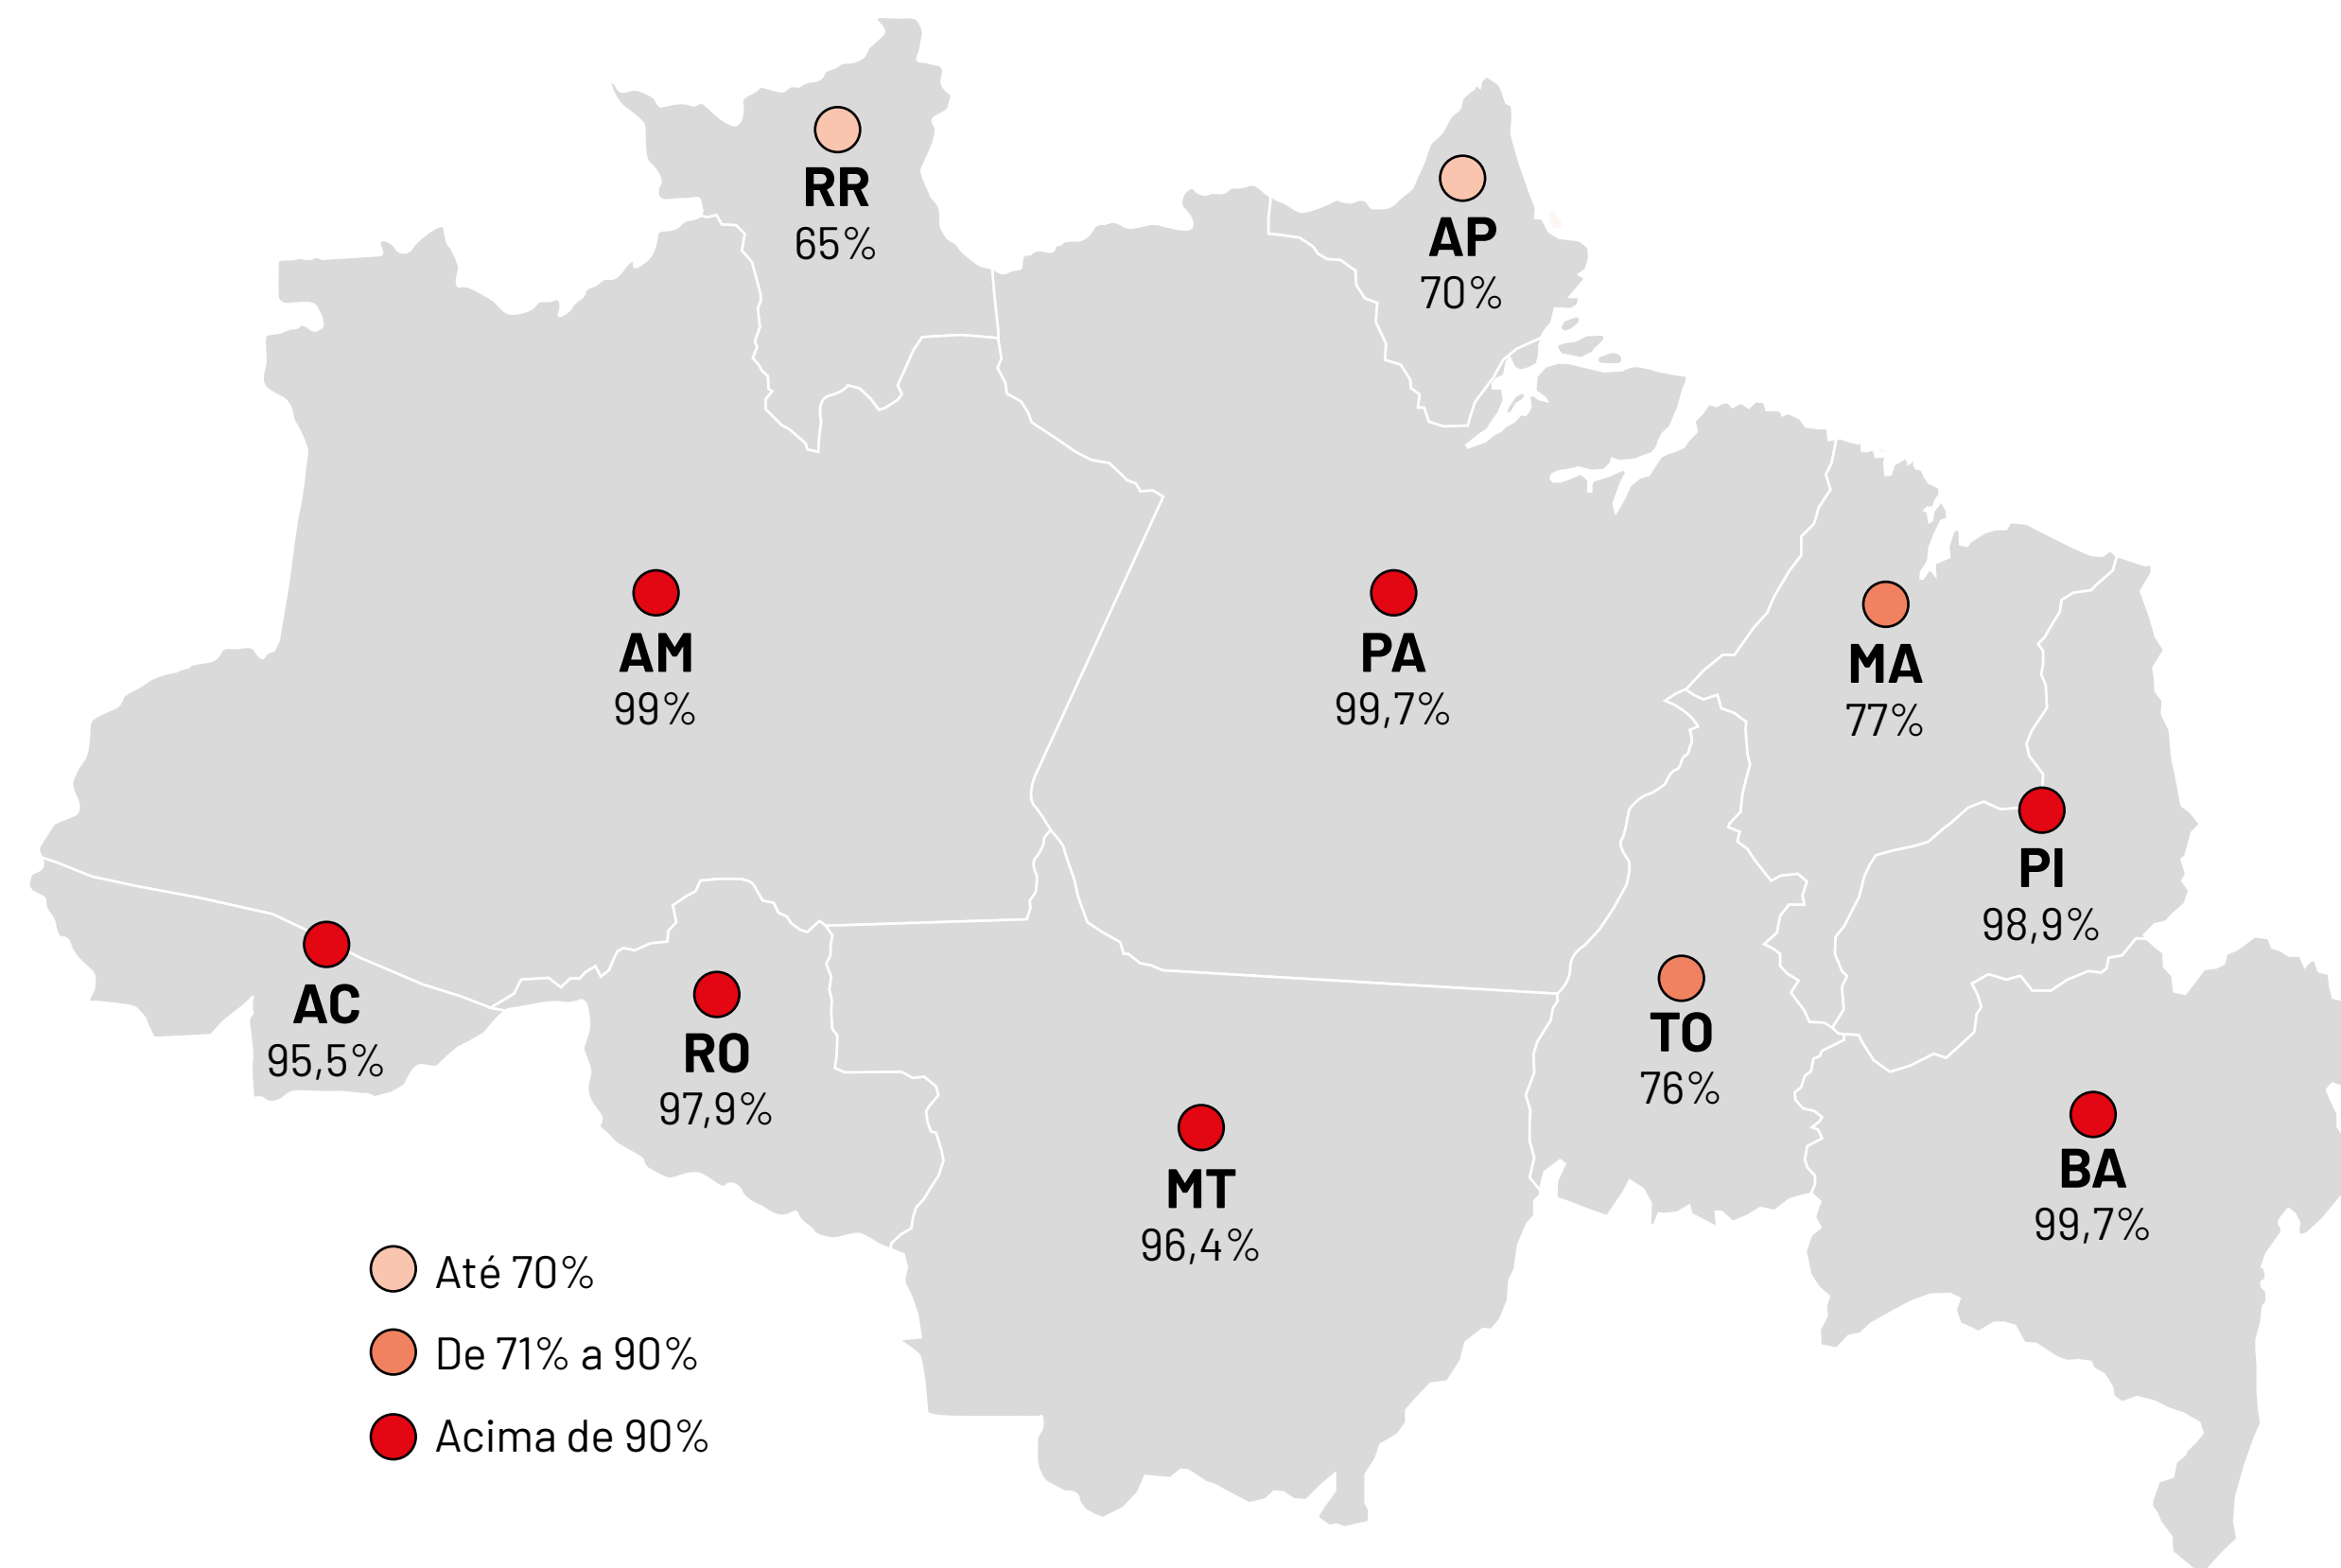 RR
65%
AP
70%
AM
99%
PA
99,7%
MA
77%
PI
98,9%
AC
95,5%
RO
97,9%
TO
76%
MT
96,4%
BA
99,7%
Até 70%
De 71% a 90%
Acima de 90%